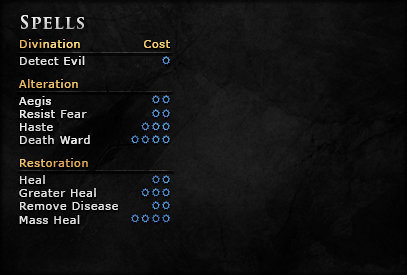 Spells
Divination Cost
Detect Evil
Alteration
Aegis
Resist Fear
Haste
Death Ward
Restoration
Heal
Greater Heal
Remove Disease
Mass Heal